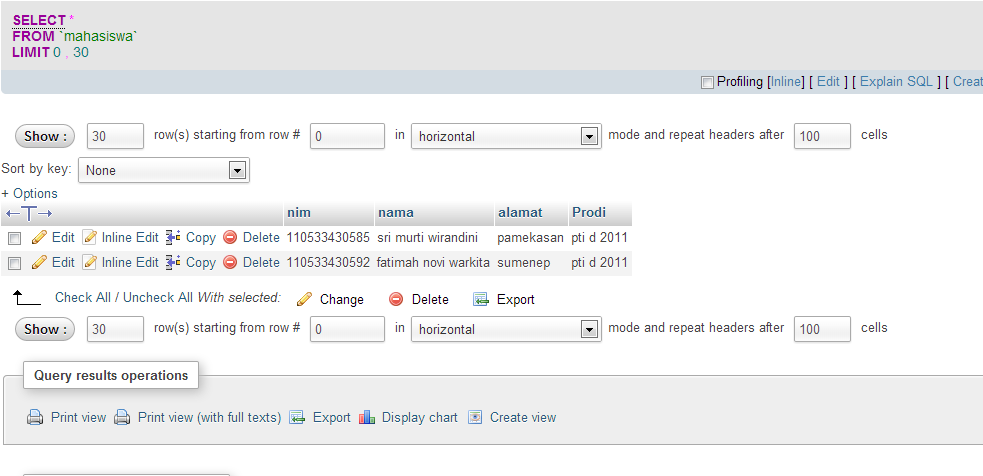 SELECT *
FROM `mahasiswa`
LIMIT 0 , 30
Profiling [Inline] [ Edit ] [ Explain SQL ] [ Creat
Show : 30 row(s) starting from row # 0 in horizontal mode and repeat headers after 100 cells
Sort by key: None
+ Options
nim nama alamat Prodi
Edit Inline Edit Copy Delete 110533430585 sri murti wirandini pamekasan pti d 2011
Edit Inline Edit Copy Delete 110533430592 fatimah novi warkita sumenep pti d 2011
Check All / Uncheck All With selected: Change Delete Export
Show : 30 row(s) starting from row # 0 in horizontal mode and repeat headers after 100 cells
Query results operations
Print view Print view (with full texts) Export Display chart Create view